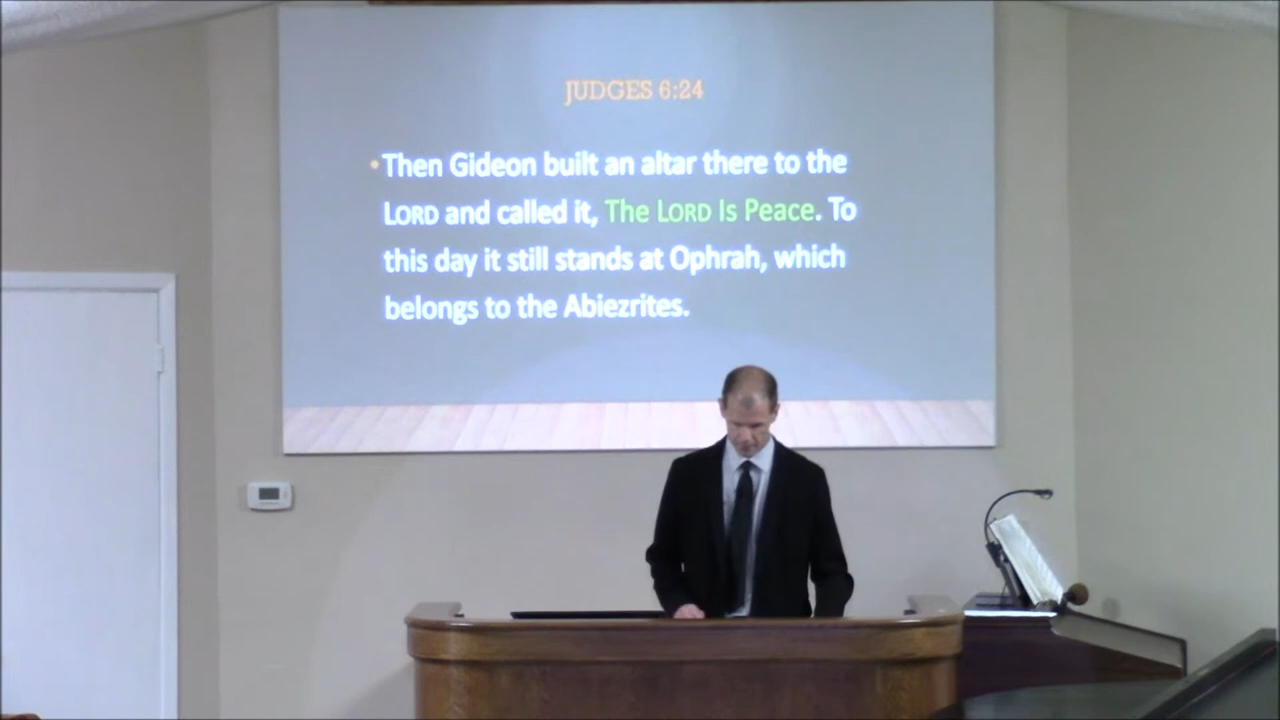 JUDGES 6:24
•Then Gideon built an altar there to the
LORD and called it, The LORD Is Peace. To
this day it still stands at Ophrah, which
belongs to the Abiezrites.